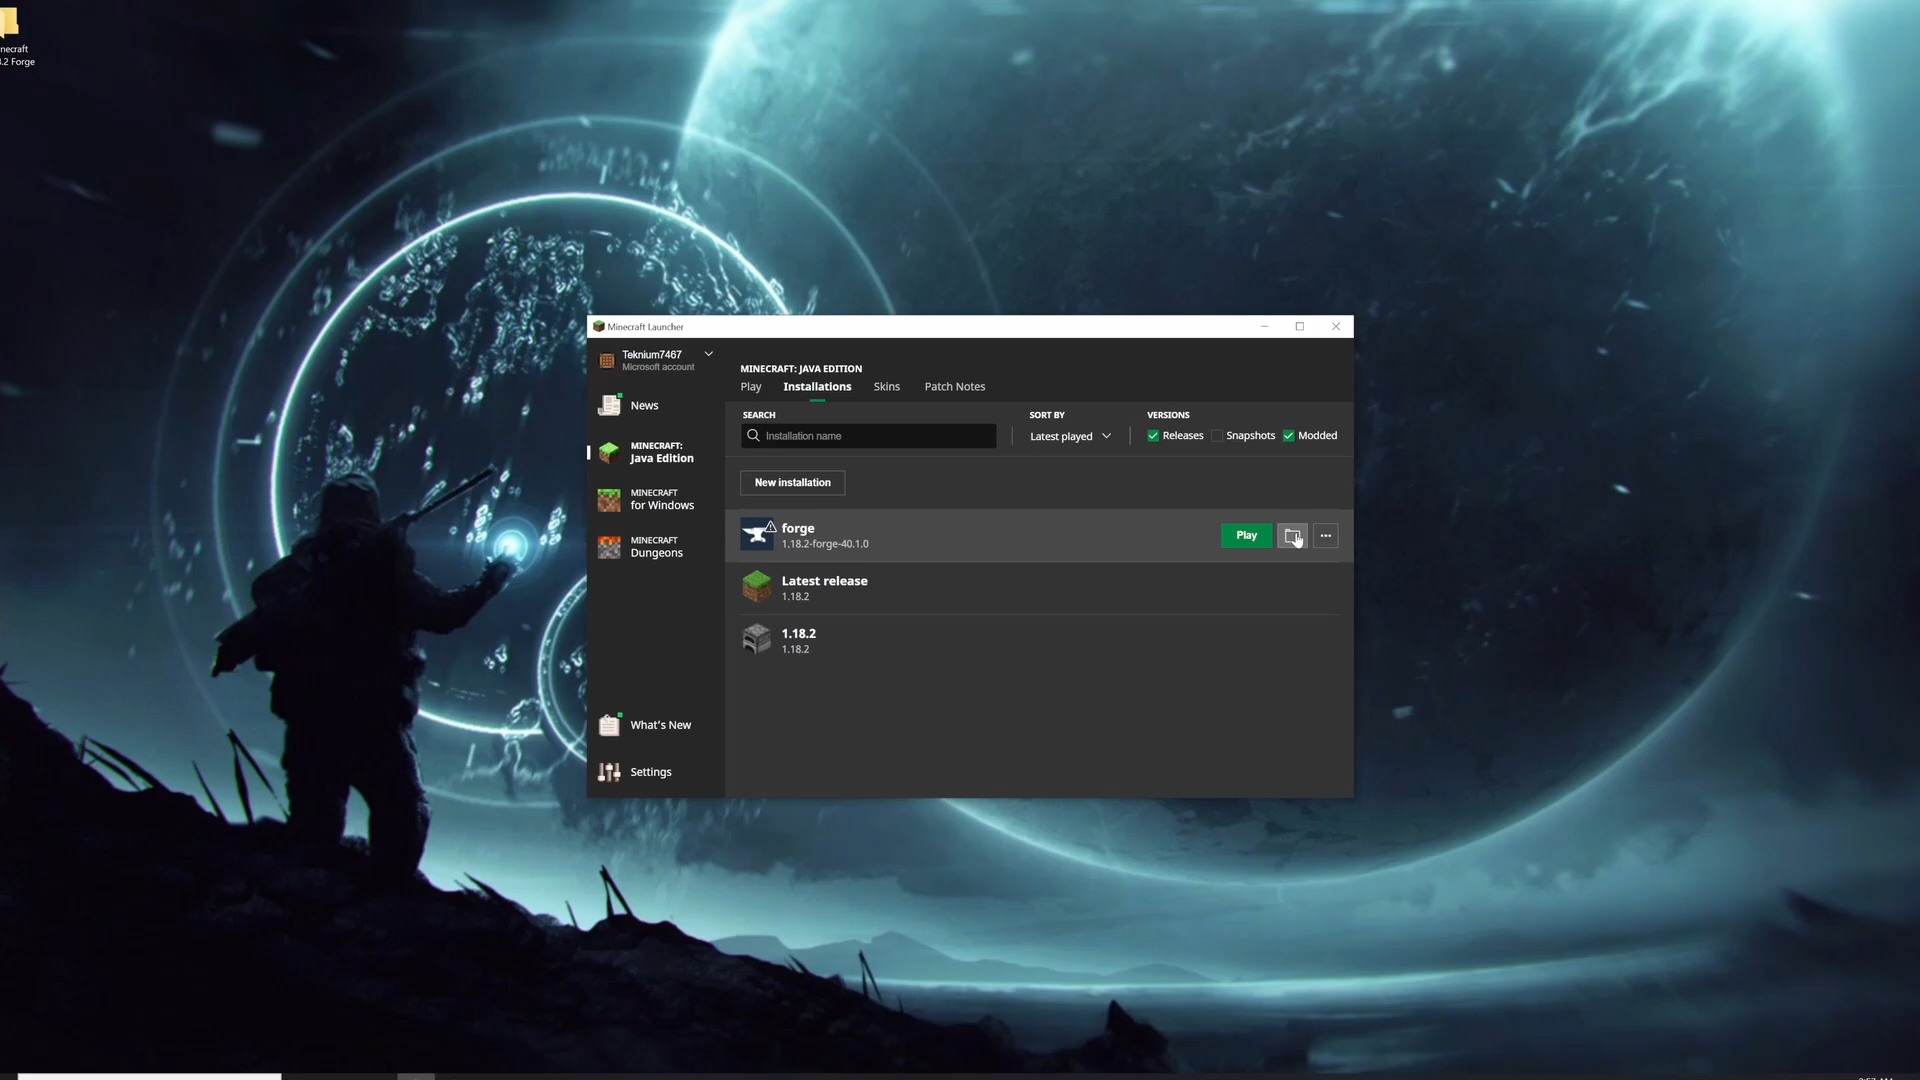 necraft
.2 Forge
Minecraft Launcher
Teknium7467
Microsoft account
News
MINECRAFT:
Java Edition
MINECRAFT
for Windows
MINECRAFT
Dungeons
What's New
Settings
MINECRAFT: JAVA EDITION
Play Installations Skins Patch Notes
SEARCH SORT BY VERSIONS
Installation name Latest played Releases Snapshots Modded
New installation
forge
1.18.2-forge-40.1.0
Play ...
Latest release
1.18.2
1.18.2
1.18.2